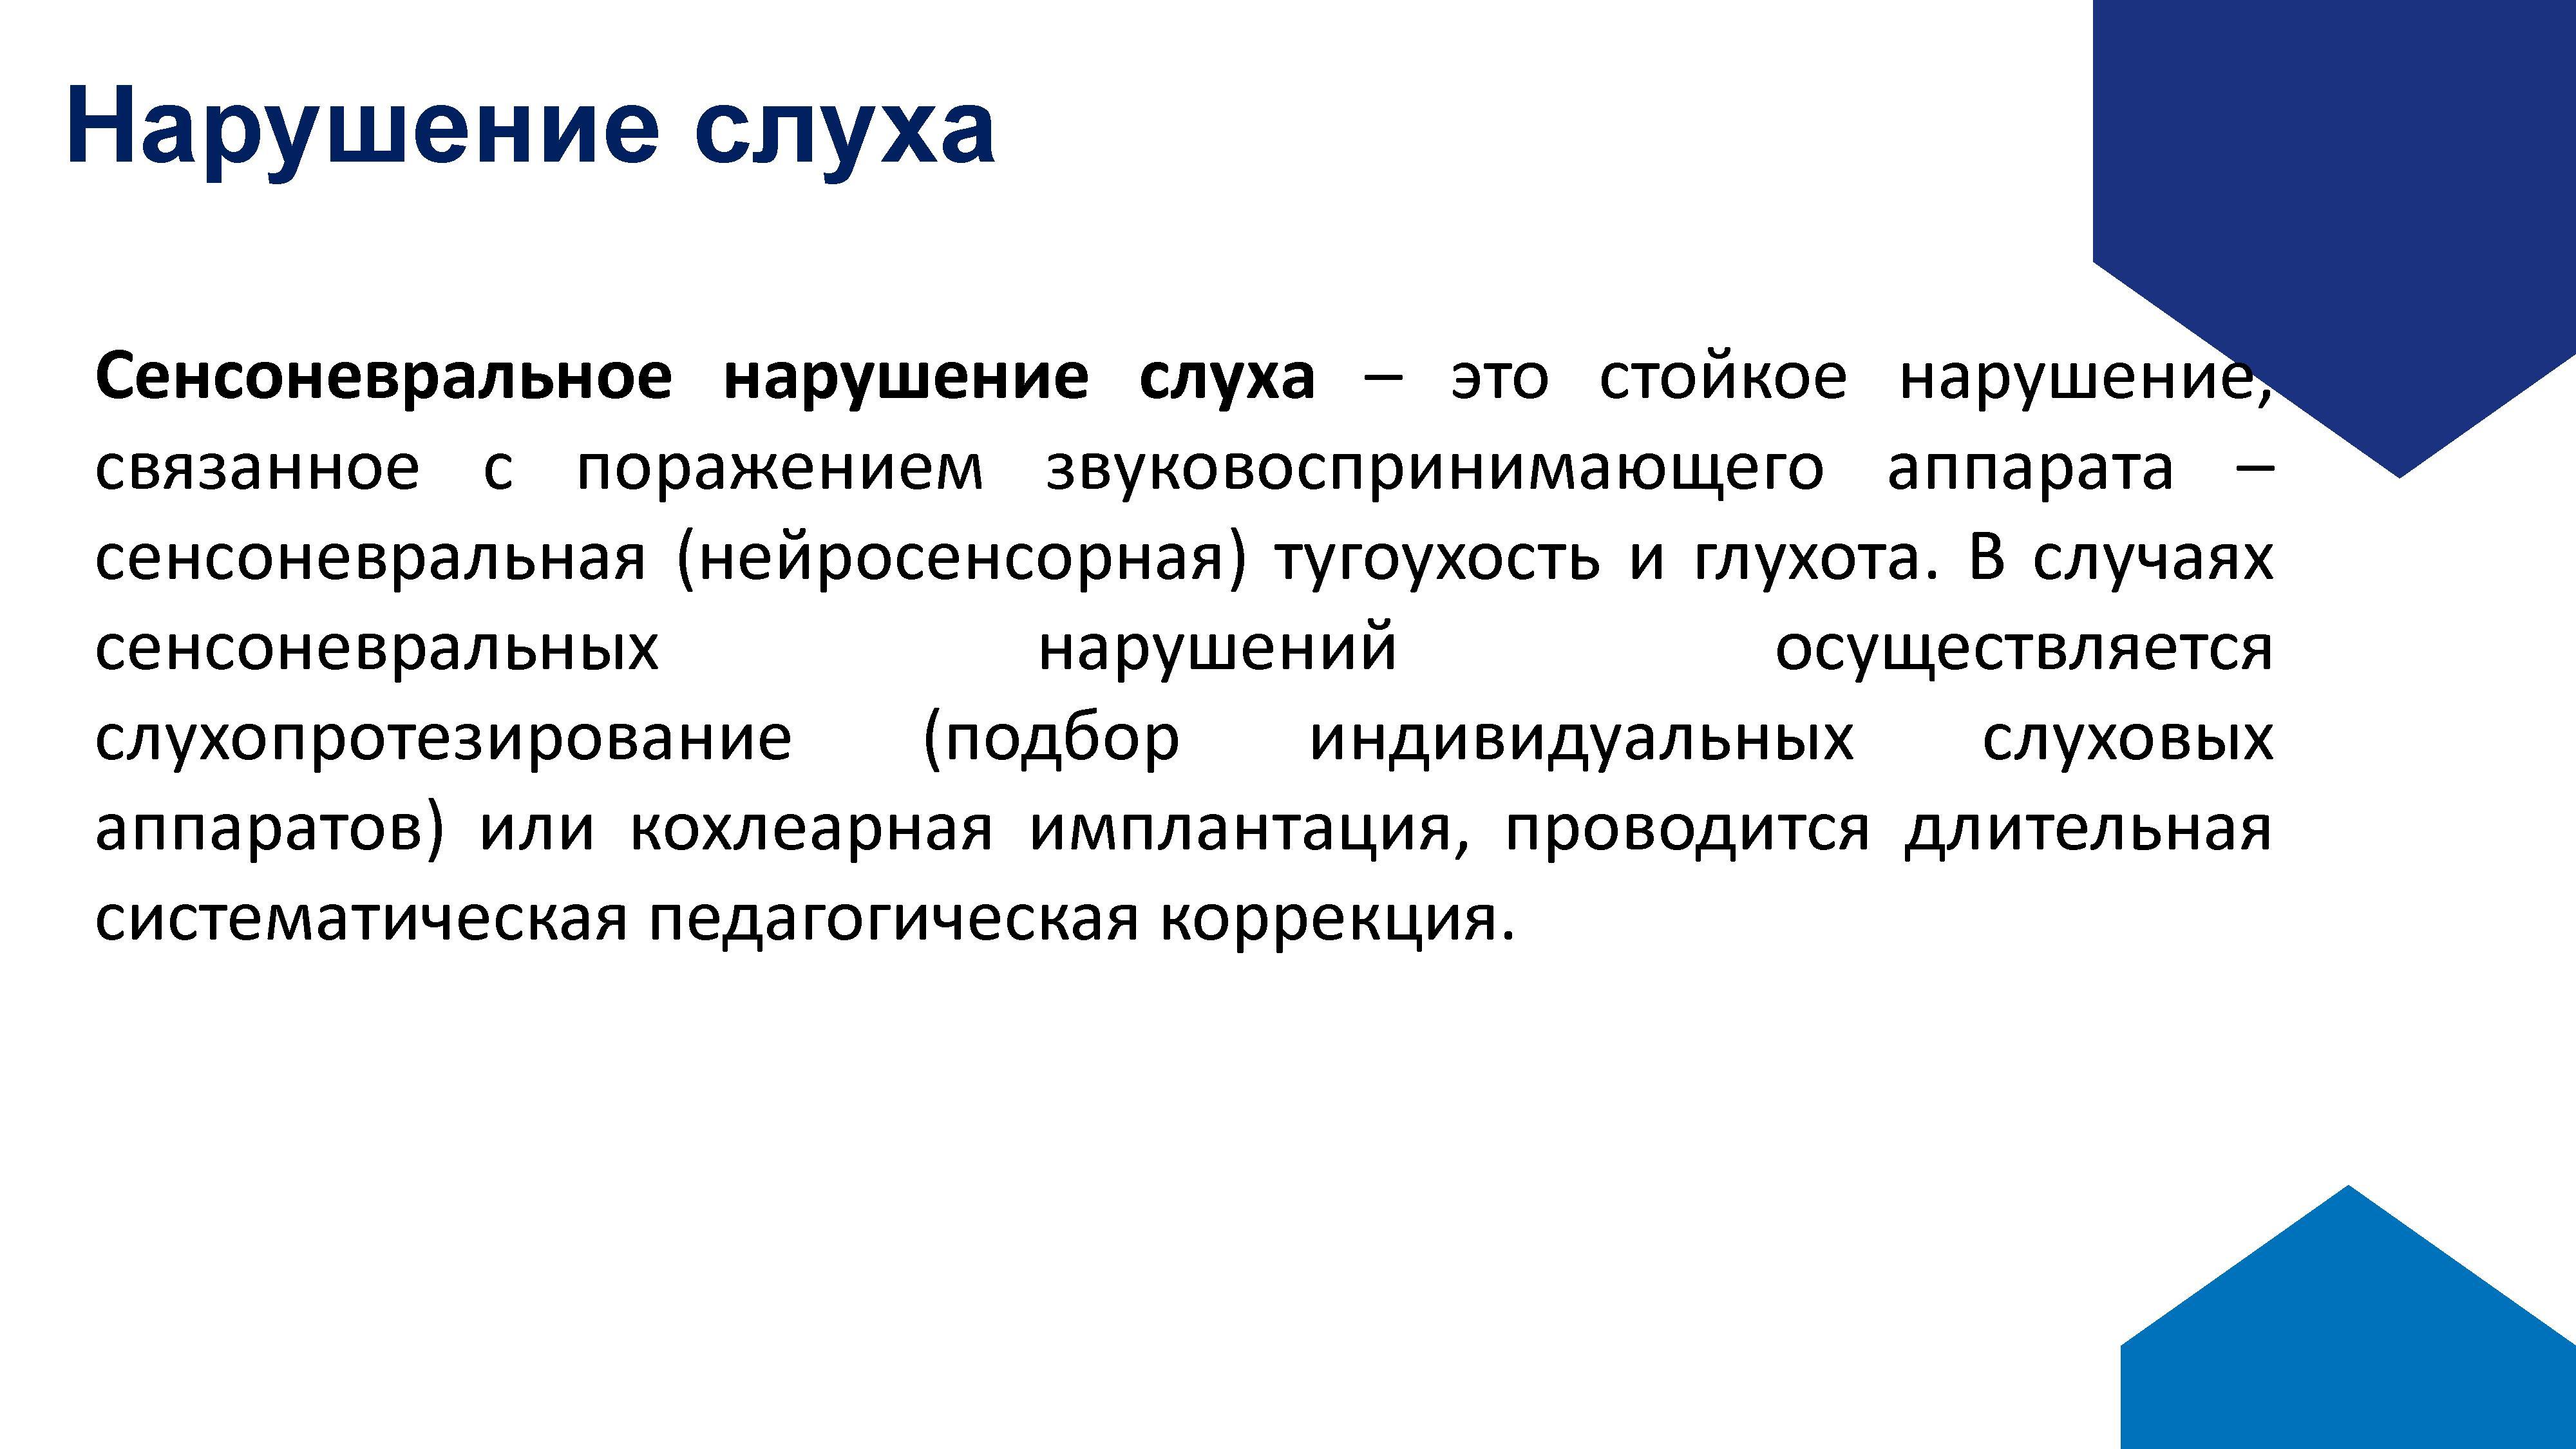 Нарушение слуха
Сенсоневральное нарушение слуха – это стойкое нарушение,
связанное с поражением звуковоспринимающего аппарата –
сенсоневральная (нейросенсорная) тугоухость и глухота. В случаях
сенсоневральных нарушений осуществляется
слухопротезирование (подбор индивидуальных слуховых
аппаратов) или кохлеарная имплантация, проводится длительная
систематическая педагогическая коррекция.